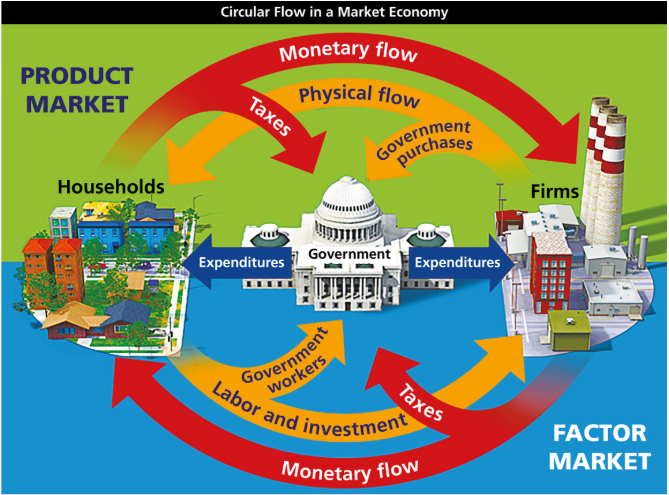 Circular Flow in a Market Economy
Monetary flow
PRODUCT
MARKET
Physical flow
Taxes
Government
purchases
Households
Firms
Expenditures
Government
Expenditures
Government
workers
Labor and investment
Taxes
Monetary flow
FACTOR
MARKET